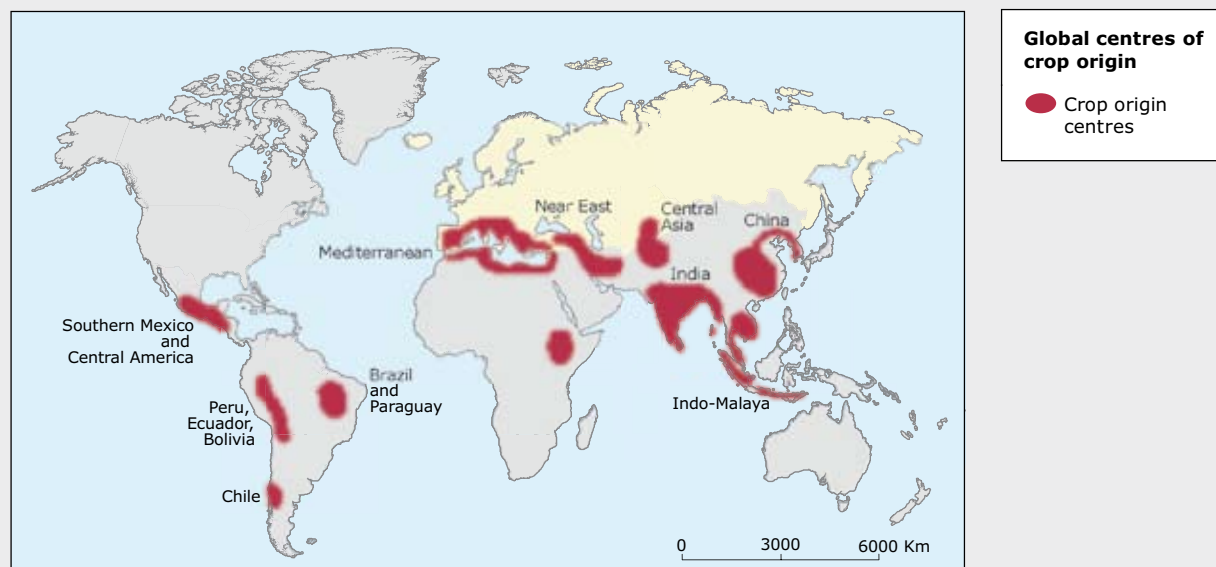 Global centres of
crop origin
Crop origin
centres
Near East
Central
Asia
China
Mediterranean
India
Southern Mexico
and
Central America
Brazil
and
Paraguay
Peru,
Ecuador,
Bolivia
Indo-Malaya
Chile
0 3000 6000 Km